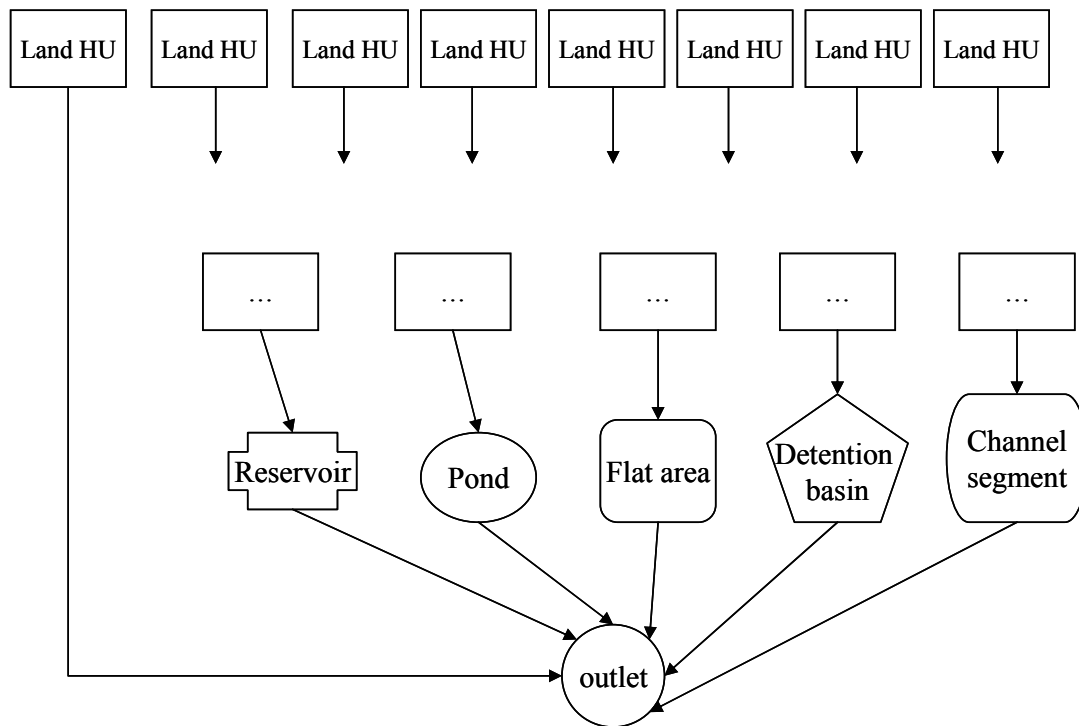 Land HU Land HU Land HU Land HU Land HU Land HU Land HU Land HU
... ... ... ... ...
Reservoir
Pond
Flat area
Detention
basin
Channel
segment
outlet